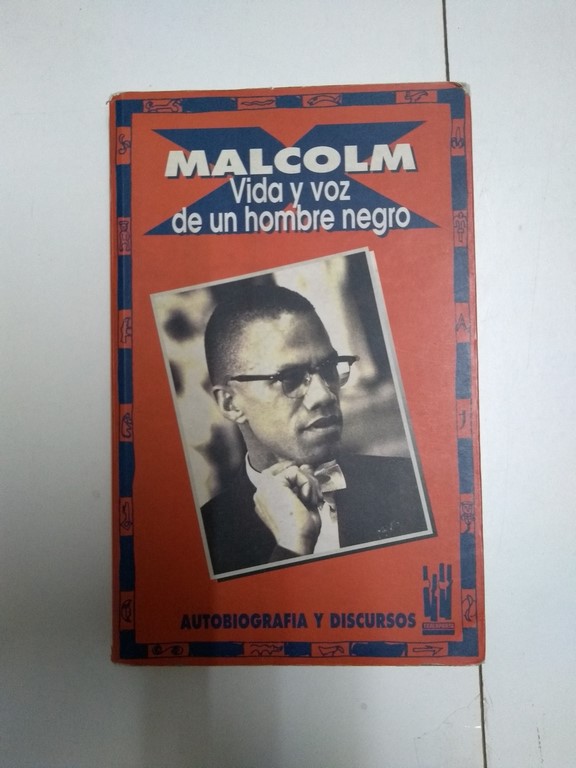 X
MALCOLM
Vida y voz
de un hombre negro
AUTOBIOGRAFIA Y DISCURSOS